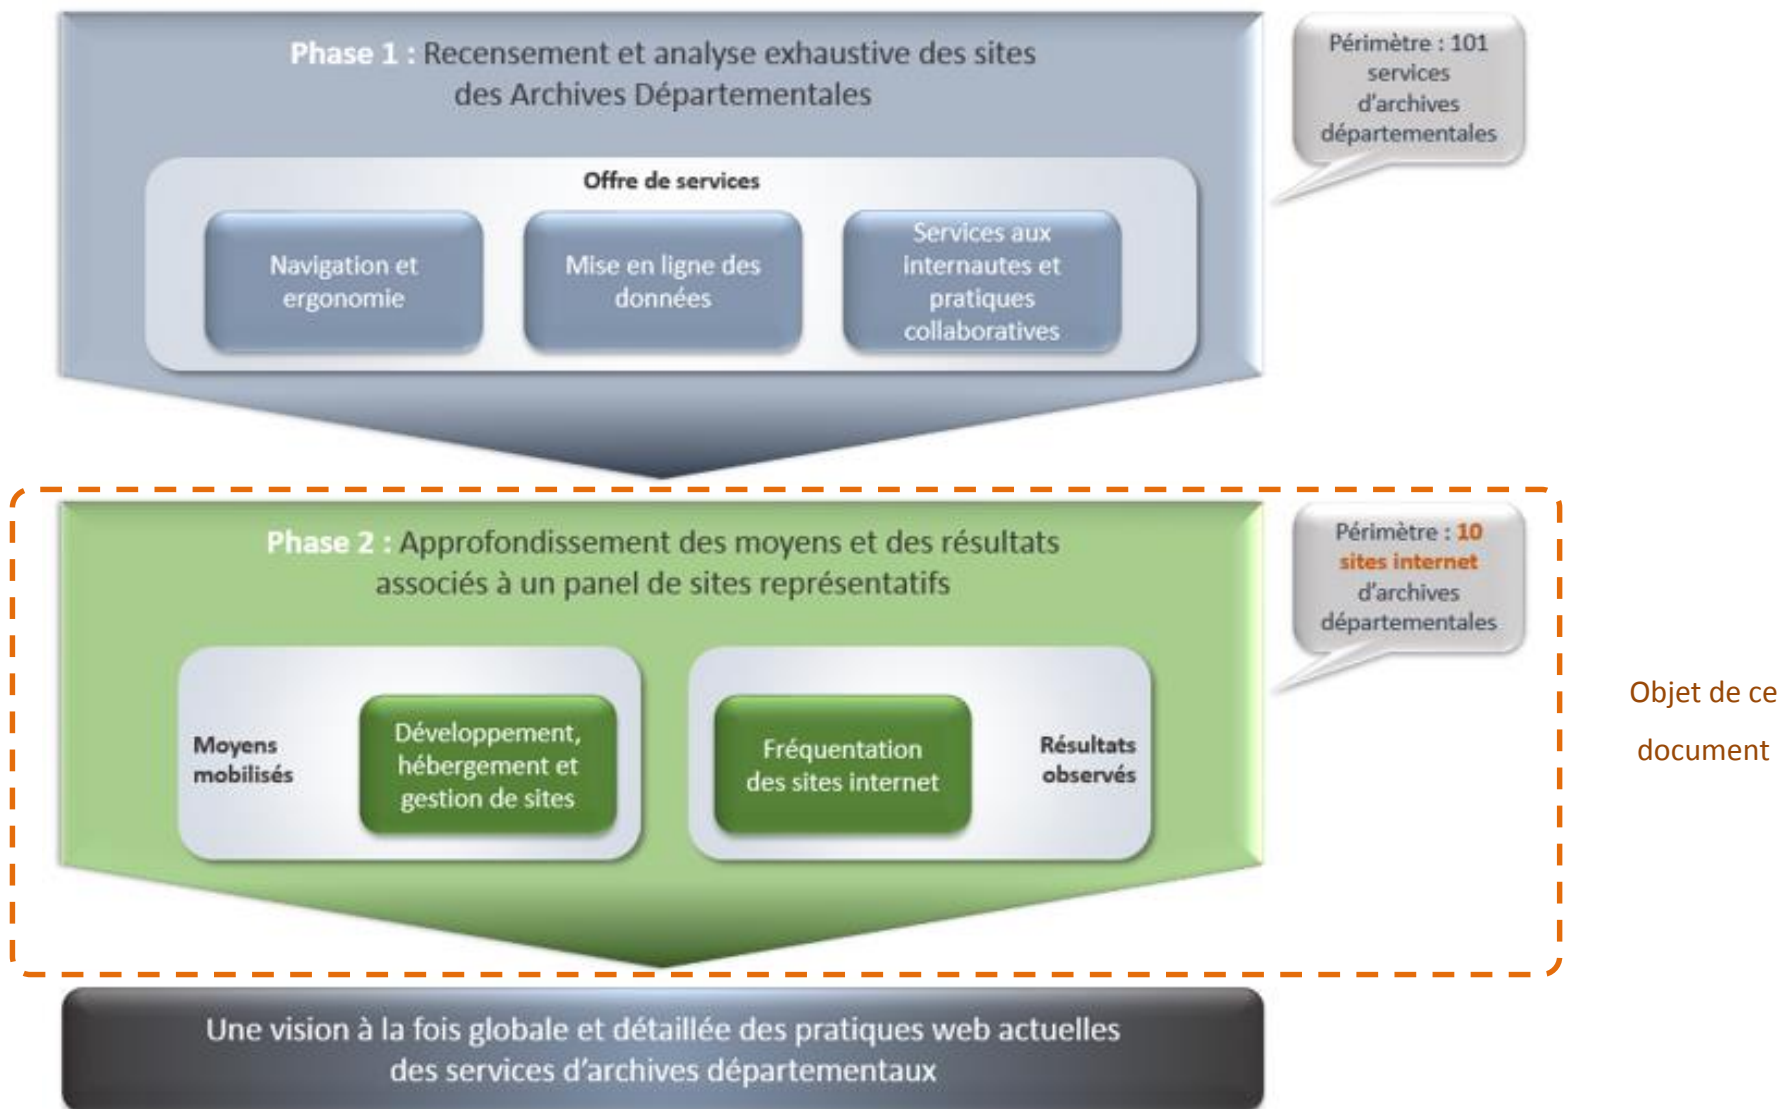 Phase 1 : Recensement et analyse exhaustive des sites
des Archives Départementales
Périmètre : 101
services
d'archives
départementales
Offre de services
Navigation et
ergonomie
Mise en ligne des
données
Services aux
internautes et
pratiques
collaboratives
Phase 2 : Approfondissement des moyens et des résultats
associés à un panel de sites représentatifs
Périmètre : 10
sites internet
d'archives
départementales
Moyens
mobilisés
Développement,
hébergement et
gestion de sites
Fréquentation
des sites internet
Résultats
observés
Objet de ce
document
Une vision à la fois globale et détaillée des pratiques web actuelles
des services d'archives départementaux